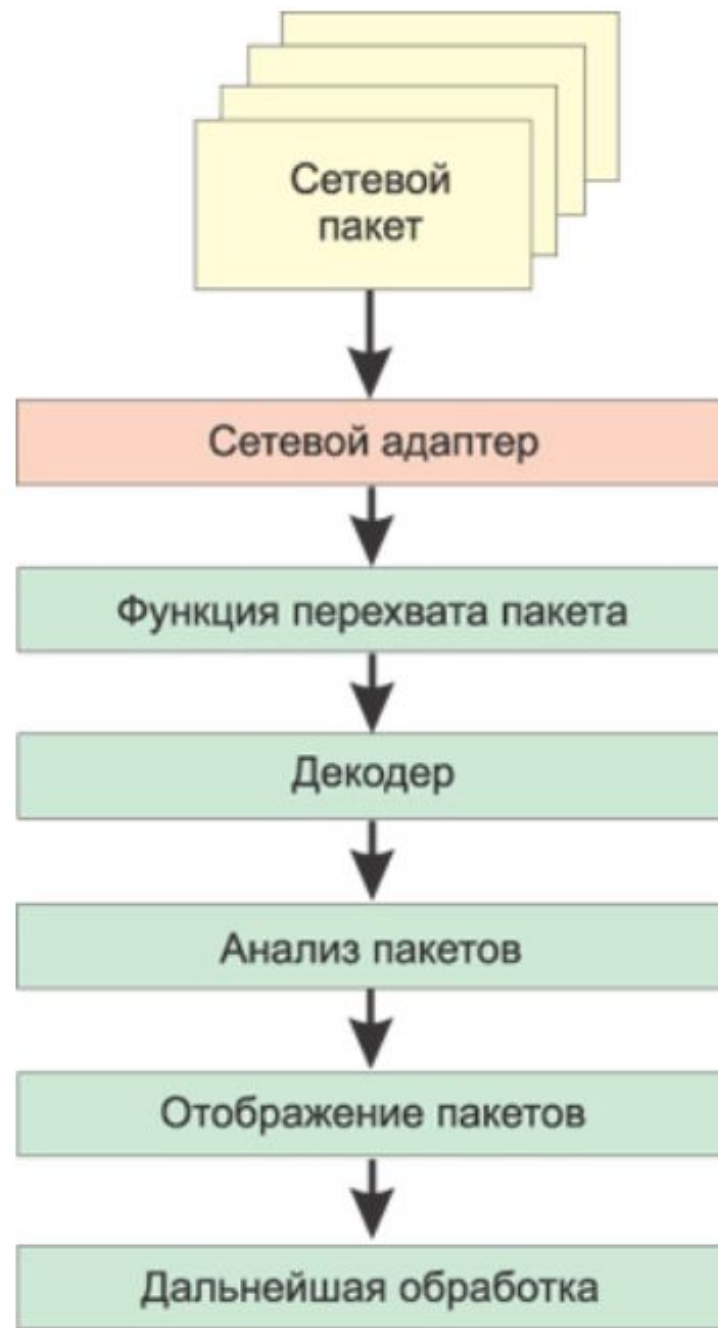 Сетевой
пакет
Сетевой адаптер
Функция перехвата пакета
Декодер
Анализ пакетов
Отображение пакетов
Дальнейшая обработка